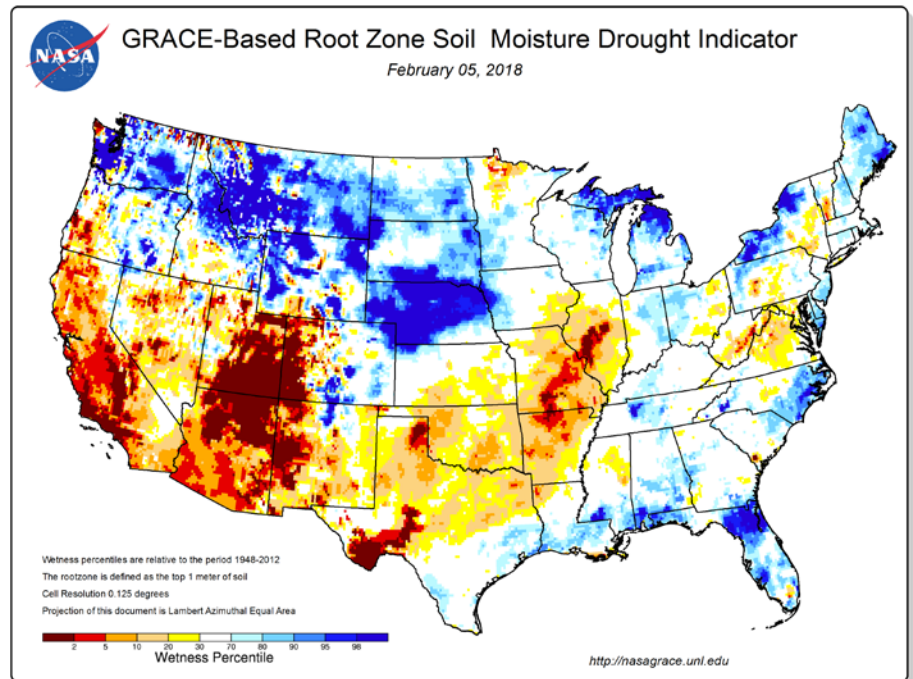 NASA
GRACE-Based Root Zone Soil Moisture Drought Indicator
February 05, 2018
Wetness percentiles are relative to the period 1948-2012
The rootzone is defined as the top 1 meter of soil
Cell Resolution 0.125 degrees
Projection of this document is Lambert Azimuthal Equal Area
2 5 10 20 30 70 80 90 95 98
Wetness Percentile
http://nasagrace.unl.edu